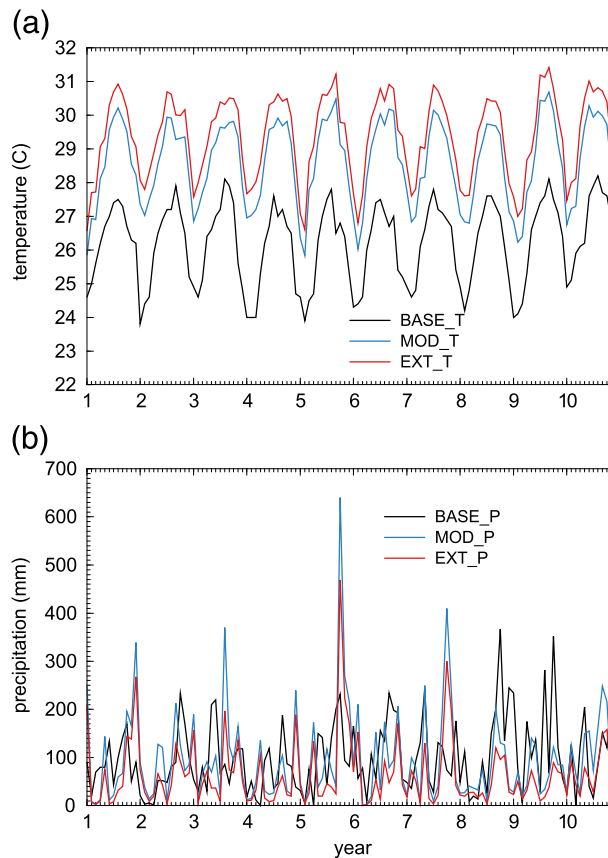 (a)
temperature (C)
32
31
30
29
28
27
26
25
24
23
22
BASE_T
MOD_T
EXT_T
1 2 3 4 5 6 7 8 9 10
(b)
precipitation (mm)
700
600
500
400
300
200
100
0
BASE_P
MOD_P
EXT_P
1 2 3 4 5 6 7 8 9 10
year